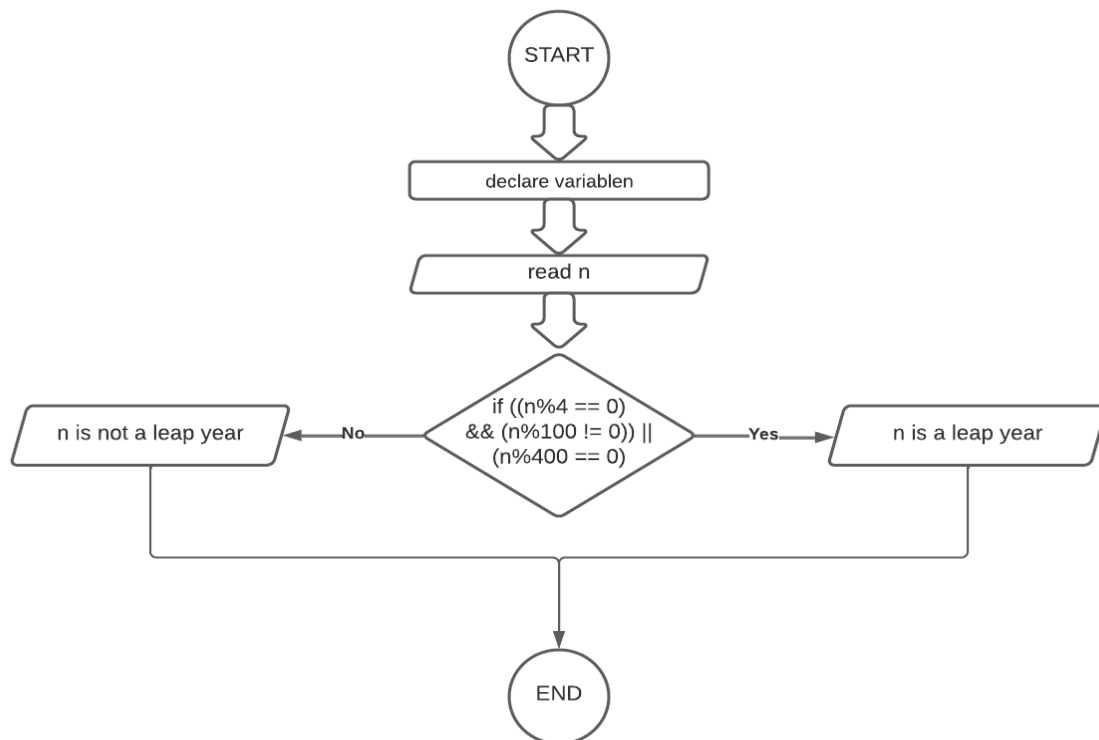 START
declare variablen
read n
if ((n%4 == 0)
&& (n%100 != 0)) ||
(n%400 == 0)
No
Yes
n is not a leap year
n is a leap year
END